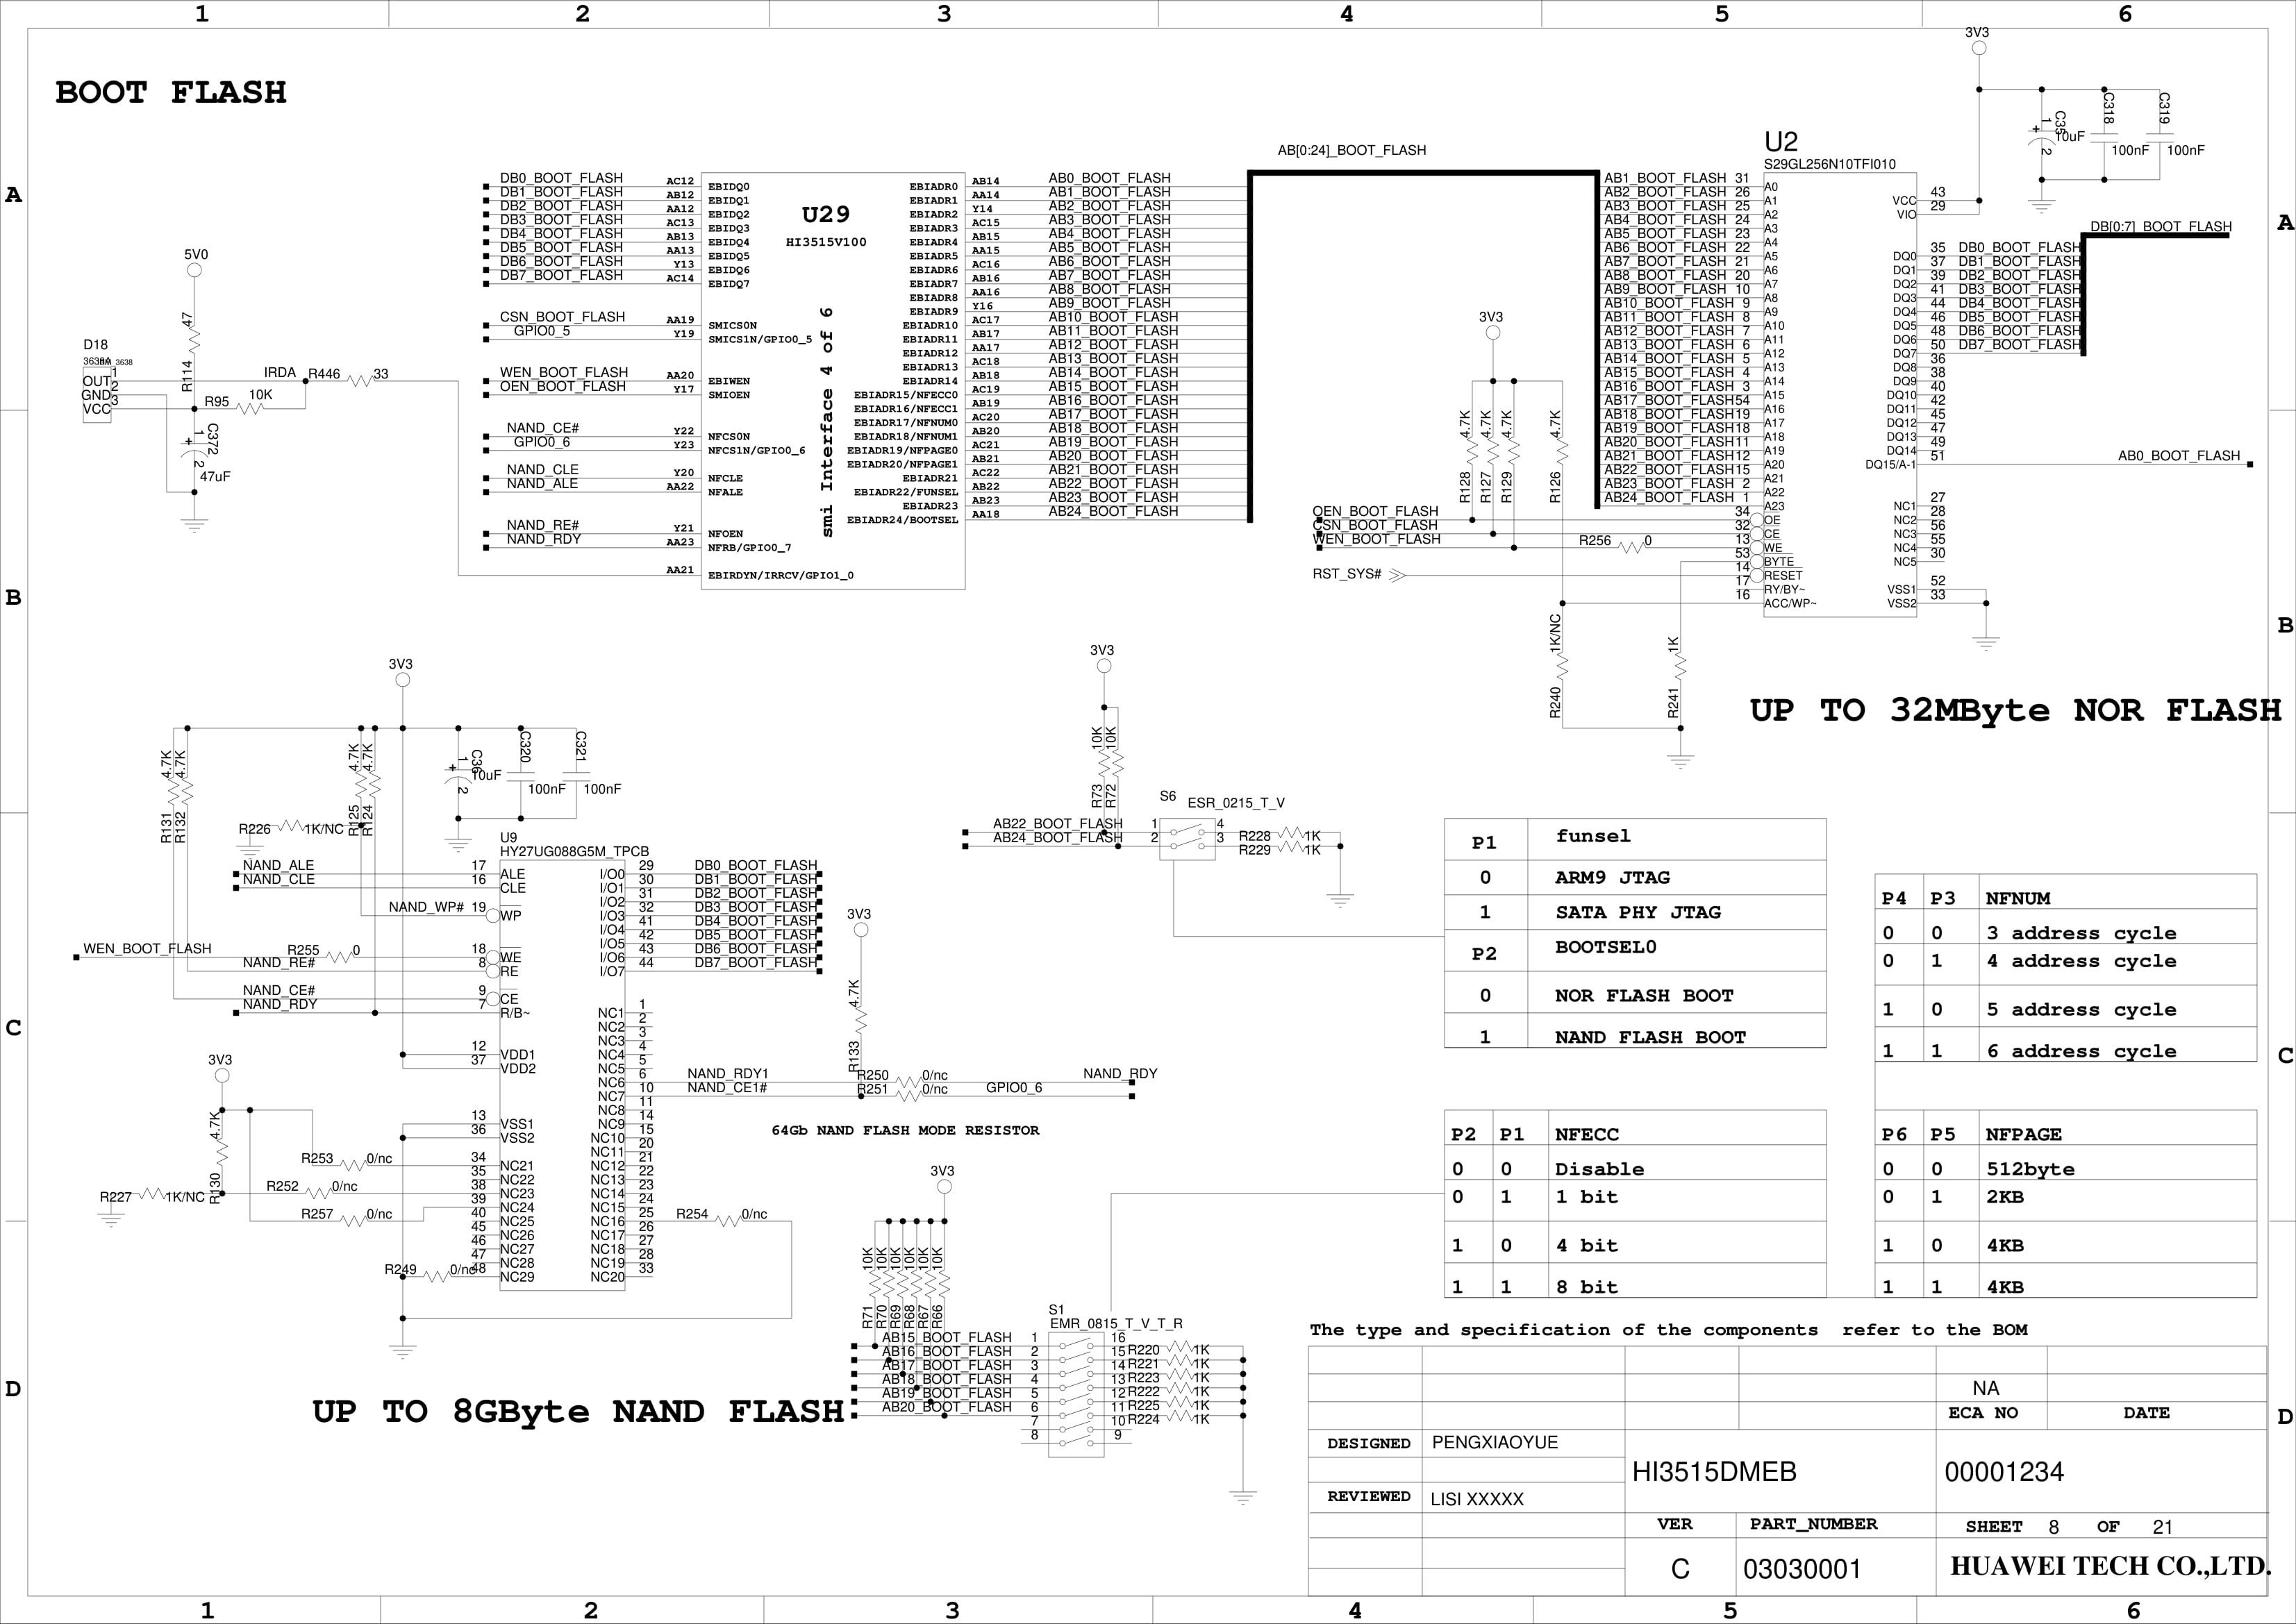 1 2 3 4 5 6
BOOT FLASH
A
A
B
B
C
C
D
D
5V0
47
R114
D18
OUT 1
GND 2
VCC 3
IRDA R446 33
R95 10K
C372
1
+
2
47uF
DB0_BOOT_FLASH AC12 EBIDQ0
DB1_BOOT_FLASH AB12 EBIDQ1
DB2_BOOT_FLASH AA12 EBIDQ2
DB3_BOOT_FLASH AC13 EBIDQ3
DB4_BOOT_FLASH AB13 EBIDQ4
DB5_BOOT_FLASH AA13 EBIDQ5
DB6_BOOT_FLASH Y13 EBIDQ6
DB7_BOOT_FLASH AC14 EBIDQ7
CSN_BOOT_FLASH AA19 SMICS0N
GPIO0_5 Y19 SMICS1N/GPIO0_5
WEN_BOOT_FLASH AA20 EBIWEN
OEN_BOOT_FLASH Y17 SMIOEN
NAND_CE# Y22 NFCS0N
GPIO0_6 Y23 NFCS1N/GPIO0_6
NAND_CLE Y20 NFCLE
NAND_ALE AA22 NFALE
NAND_RE# Y21 NFOEN
NAND_RDY AA23 NFRB/GPIO0_7
AA21 EBIRDYN/IRRCV/GPIO1_0
U29
HI3515V100
smi Interface 4 of 6
EBIADR0 AB14 AB0_BOOT_FLASH
EBIADR1 AA14 AB1_BOOT_FLASH
EBIADR2 Y14 AB2_BOOT_FLASH
EBIADR3 AC15 AB3_BOOT_FLASH
EBIADR4 AB15 AB4_BOOT_FLASH
EBIADR5 AA15 AB5_BOOT_FLASH
EBIADR6 AC16 AB6_BOOT_FLASH
EBIADR7 AB16 AB7_BOOT_FLASH
EBIADR8 AA16 AB8_BOOT_FLASH
EBIADR9 Y16 AB9_BOOT_FLASH
EBIADR10 AC17 AB10_BOOT_FLASH
EBIADR11 AB17 AB11_BOOT_FLASH
EBIADR12 AA17 AB12_BOOT_FLASH
EBIADR13 AC18 AB13_BOOT_FLASH
EBIADR14 AB18 AB14_BOOT_FLASH
EBIADR15/NFECC0 AC19 AB15_BOOT_FLASH
EBIADR16/NFECC1 AB19 AB16_BOOT_FLASH
EBIADR17/NFNUM0 AC20 AB17_BOOT_FLASH
EBIADR18/NFNUM1 AB20 AB18_BOOT_FLASH
EBIADR19/NFPAGE0 AC21 AB19_BOOT_FLASH
EBIADR20/NFPAGE1 AB21 AB20_BOOT_FLASH
EBIADR21 AC22 AB21_BOOT_FLASH
EBIADR22/FUNSEL AB22 AB22_BOOT_FLASH
EBIADR23 AB23 AB23_BOOT_FLASH
EBIADR24/BOOTSEL AA18 AB24_BOOT_FLASH
AB[0:24]_BOOT_FLASH
U2
S29GL256N10TFI010
AB1_BOOT_FLASH 31 A0
AB2_BOOT_FLASH 26 A1
AB3_BOOT_FLASH 25 A2
AB4_BOOT_FLASH 24 A3
AB5_BOOT_FLASH 23 A4
AB6_BOOT_FLASH 22 A5
AB7_BOOT_FLASH 21 A6
AB8_BOOT_FLASH 20 A7
AB9_BOOT_FLASH 10 A8
AB10_BOOT_FLASH 9 A9
AB11_BOOT_FLASH 8 A10
AB12_BOOT_FLASH 7 A11
AB13_BOOT_FLASH 6 A12
AB14_BOOT_FLASH 5 A13
AB15_BOOT_FLASH 4 A14
AB16_BOOT_FLASH 3 A15
AB17_BOOT_FLASH 54 A16
AB18_BOOT_FLASH 19 A17
AB19_BOOT_FLASH 18 A18
AB20_BOOT_FLASH 11 A19
AB21_BOOT_FLASH 12 A20
AB22_BOOT_FLASH 15 A21
AB23_BOOT_FLASH 2 A22
AB24_BOOT_FLASH 1 A23
OEN_BOOT_FLASH 34 OE
CSN_BOOT_FLASH 32 CE
WEN_BOOT_FLASH R256 0 13 WE
53 BYTE
RST_SYS# 14 RESET
17 RY/BY~
16 ACC/WP~
3V3
4.7K 4.7K 4.7K 4.7K
R128 R127 R129 R126
1K/NC
R240
1K
R241
3V3
C35
1
+
2
10uF
C318
100nF
C319
100nF
VCC 43
VIO 29
DB[0:7]_BOOT_FLASH
DQ0 35 DB0_BOOT_FLASH
DQ1 37 DB1_BOOT_FLASH
DQ2 39 DB2_BOOT_FLASH
DQ3 41 DB3_BOOT_FLASH
DQ4 44 DB4_BOOT_FLASH
DQ5 46 DB5_BOOT_FLASH
DQ6 48 DB6_BOOT_FLASH
DQ7 50 DB7_BOOT_FLASH
DQ8 36
DQ9 38
DQ10 40
DQ11 42
DQ12 45
DQ13 47
DQ14 49
DQ15/A-1 51 AB0_BOOT_FLASH
NC1 27
NC2 28
NC3 56
NC4 55
NC5 30
VSS1 52
VSS2 33
UP TO 32MByte NOR FLASH
3V3
4.7K 4.7K 4.7K 4.7K
R131 R132 R125 R124
C36
1
+
2
10uF
C320
100nF
C321
100nF
R226 1K/NC
U9
HY27UG088G5M_TPCB
NAND_ALE 17 ALE
NAND_CLE 16 CLE
NAND_WP# 19 WP
WEN_BOOT_FLASH R255 0 18 WE
NAND_RE# 8 RE
NAND_CE# 9 CE
NAND_RDY 7 R/B~
12 VDD1
37 VDD2
13 VSS1
36 VSS2
3V3
4.7K
R130
R227 1K/NC
R253 0/nc
R252 0/nc
R257 0/nc
R249 0/nc
34 NC21
35 NC22
38 NC23
39 NC24
40 NC25
45 NC26
46 NC27
47 NC28
48 NC29
I/O0 29 DB0_BOOT_FLASH
I/O1 30 DB1_BOOT_FLASH
I/O2 31 DB2_BOOT_FLASH
I/O3 32 DB3_BOOT_FLASH
I/O4 41 DB4_BOOT_FLASH
I/O5 42 DB5_BOOT_FLASH
I/O6 43 DB6_BOOT_FLASH
I/O7 44 DB7_BOOT_FLASH
NC1 1
NC2 2
NC3 3
NC4 4
NC5 5
NC6 6 NAND_RDY1 R250 0/nc NAND_RDY
NC7 10 NAND_CE1# R251 0/nc GPIO0_6
NC8 11
NC9 14
NC10 15
NC11 20
NC12 21
NC13 22
NC14 23
NC15 24
NC16 25 R254 0/nc
NC17 26
NC18 27
NC19 28
NC20 33
3V3
4.7K
R133
64Gb NAND FLASH MODE RESISTOR
UP TO 8GByte NAND FLASH
3V3
10K 10K
R73 R72
S6
ESR_0215_T_V
AB22_BOOT_FLASH 1 4 R228 1K
AB24_BOOT_FLASH 2 3 R229 1K
3V3
10K 10K 10K 10K 10K 10K
R71 R70 R69 R68 R67 R66
S1
EMR_0815_T_V_T_R
AB15_BOOT_FLASH 1 16 R220 1K
AB16_BOOT_FLASH 2 15 R221 1K
AB17_BOOT_FLASH 3 14 R223 1K
AB18_BOOT_FLASH 4 13 R222 1K
AB19_BOOT_FLASH 5 12 R225 1K
AB20_BOOT_FLASH 6 11 R224 1K
7 10
8 9
P1 funsel
0 ARM9 JTAG
1 SATA PHY JTAG
P2 BOOTSEL0
0 NOR FLASH BOOT
1 NAND FLASH BOOT
P4 P3 NFNUM
0 0 3 address cycle
0 1 4 address cycle
1 0 5 address cycle
1 1 6 address cycle
P2 P1 NFECC
0 0 Disable
0 1 1 bit
1 0 4 bit
1 1 8 bit
P6 P5 NFPAGE
0 0 512byte
0 1 2KB
1 0 4KB
1 1 4KB
The type and specification of the components refer to the BOM
NA
ECA NO DATE
DESIGNED PENGXIAOYUE
HI3515DMEB 00001234
REVIEWED LISI XXXXX
VER PART_NUMBER SHEET 8 OF 21
C 03030001 HUAWEI TECH CO.,LTD.
1 2 3 4 5 6